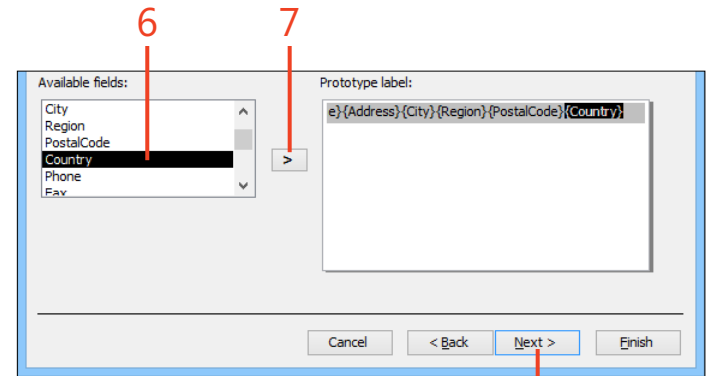 6 7
Available fields: Prototype label:
City
Region
PostalCode
Country
Phone
Fax
>
e}{Address}{City}{Region}{PostalCode}{Country}
Cancel < Back Next > Finish